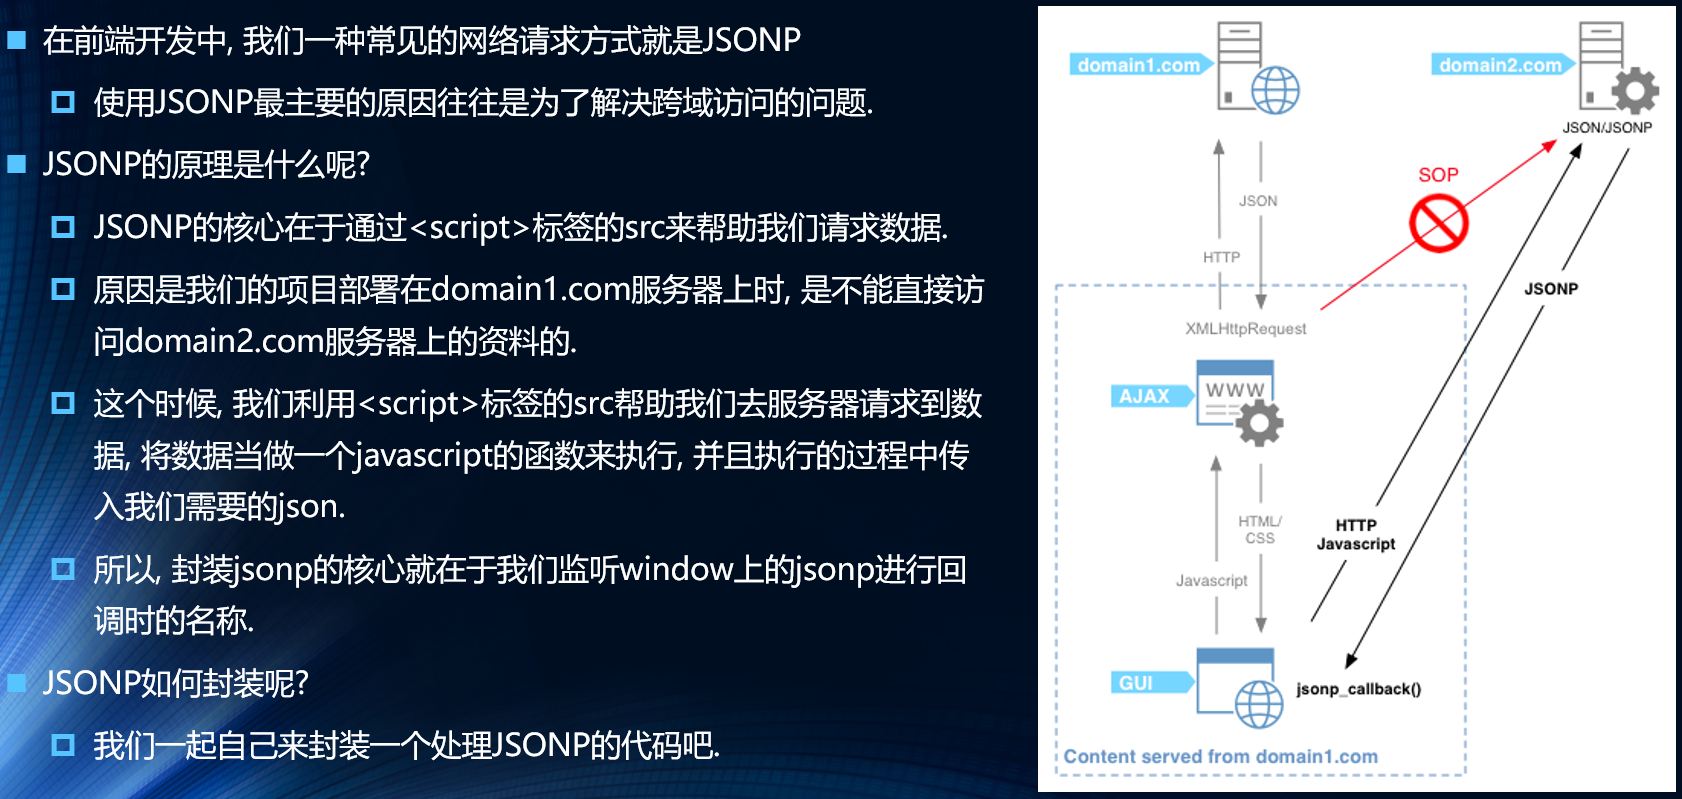 在前端开发中, 我们一种常见的网络请求方式就是JSONP
使用JSONP最主要的原因往往是为了解决跨域访问的问题.
JSONP的原理是什么呢?
JSONP的核心在于通过<script>标签的src来帮助我们请求数据.
原因是我们的项目部署在domain1.com服务器上时, 是不能直接访
问domain2.com服务器上的资料的.
这个时候, 我们利用<script>标签的src帮助我们去服务器请求到数
据, 将数据当做一个javascript的函数来执行, 并且执行的过程中传
入我们需要的json.
所以, 封装jsonp的核心就在于我们监听window上的jsonp进行回
调时的名称.
JSONP如何封装呢?
我们一起自己来封装一个处理JSONP的代码吧.
domain1.com
domain2.com
JSON/JSONP
SOP
JSON
HTTP
JSONP
XMLHttpRequest
WWW
AJAX
HTML/
CSS
HTTP
Javascript
Javascript
GUI
jsonp_callback()
Content served from domain1.com